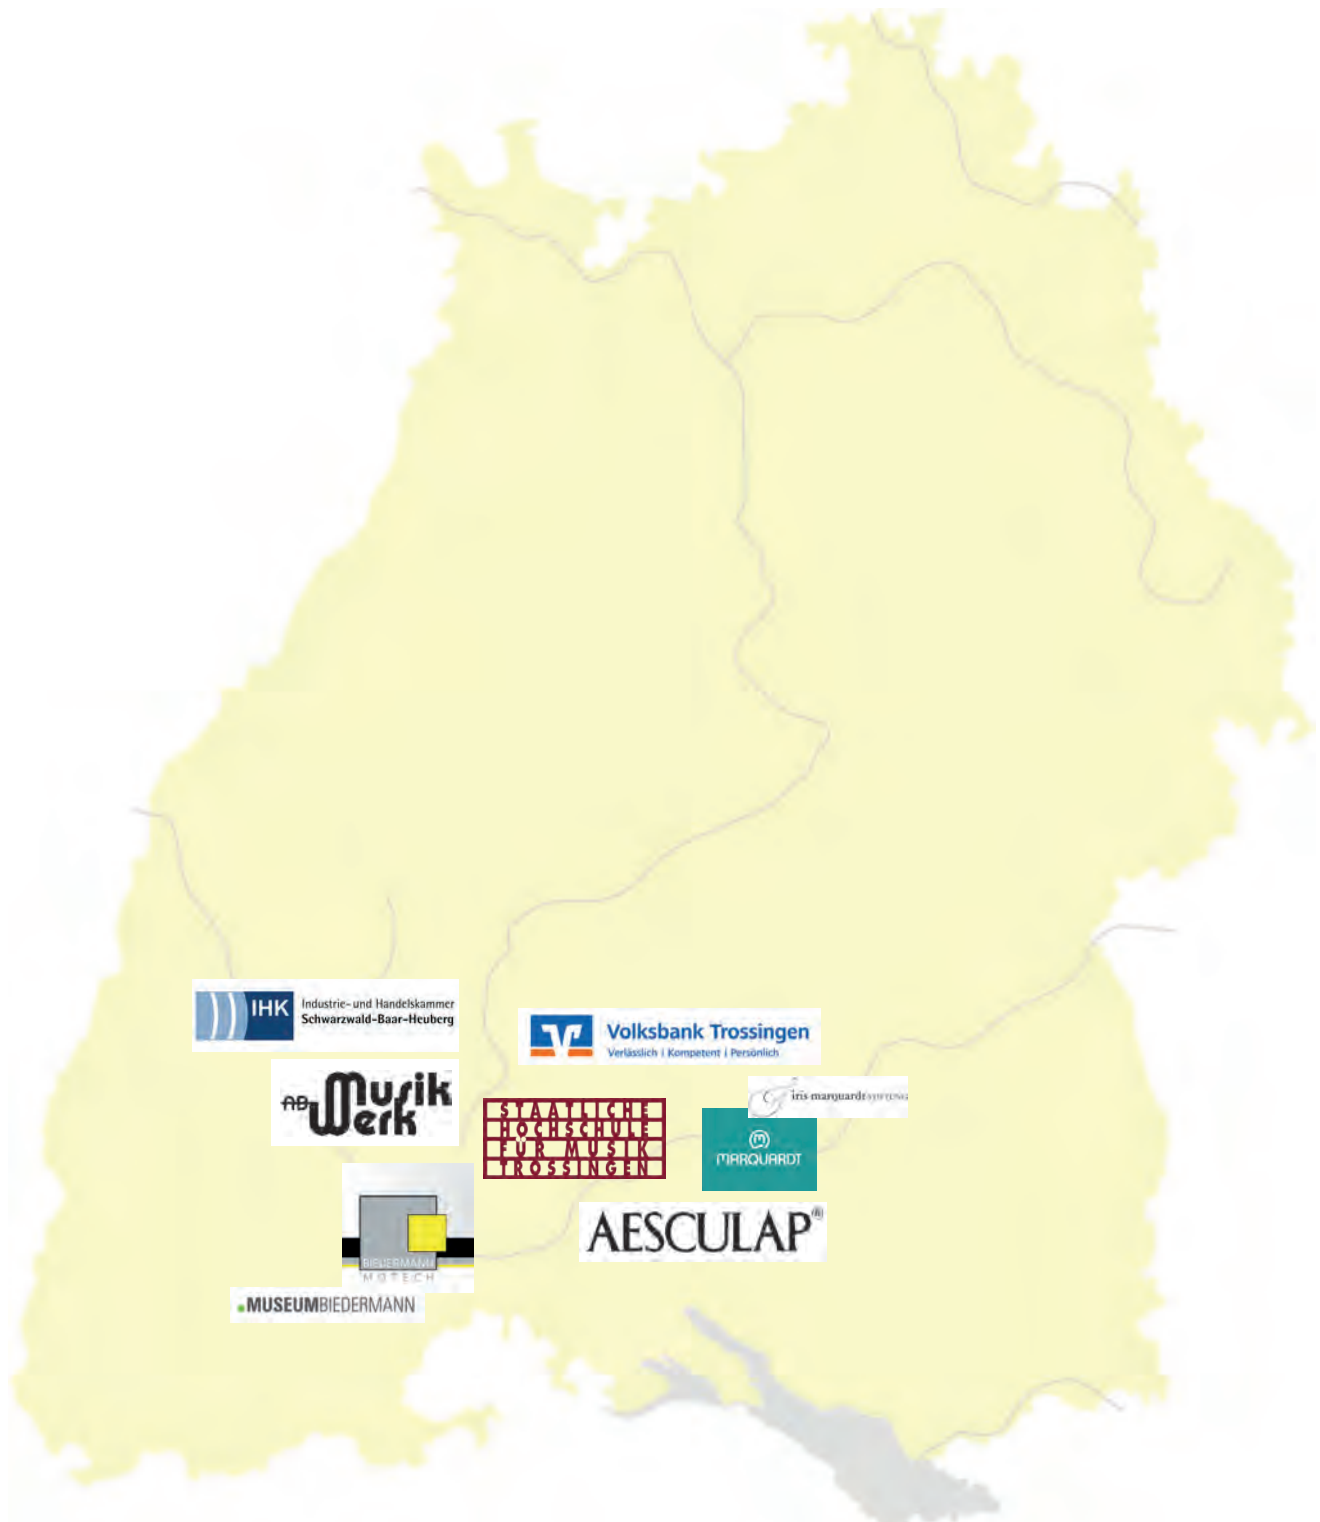 IHK
Industrie- und Handelskammer
Schwarzwald-Baar-Heuberg
Volksbank Trossingen
Verlässlich | Kompetent | Persönlich
AB
Musik
Werk
iris marquardt STIFTUNG
STAATLICHE
HOCHSCHULE
FÜR MUSIK
TROSSINGEN
MARQUARDT
BIEDERMANN
MOTECH
AESCULAP®
MUSEUMBIEDERMANN